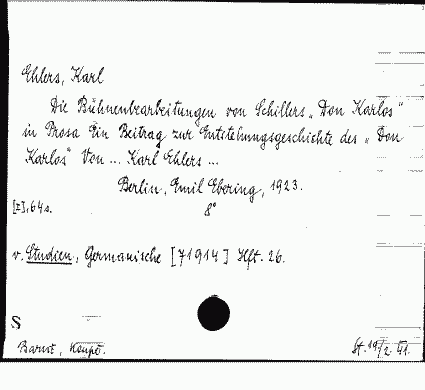 Ehlers, Karl
Die Bühnenbearbeitungen von Schillers „Don Karlos"
in Prosa Ein Beitrag zur Entstehungsgeschichte des „Don
Karlos" Von ... Karl Ehlers ...
Berlin, Emil Ebering, 1923.
[I], 64 s. 8°
v. Studien, Germanische [71914] Hft. 26.
S